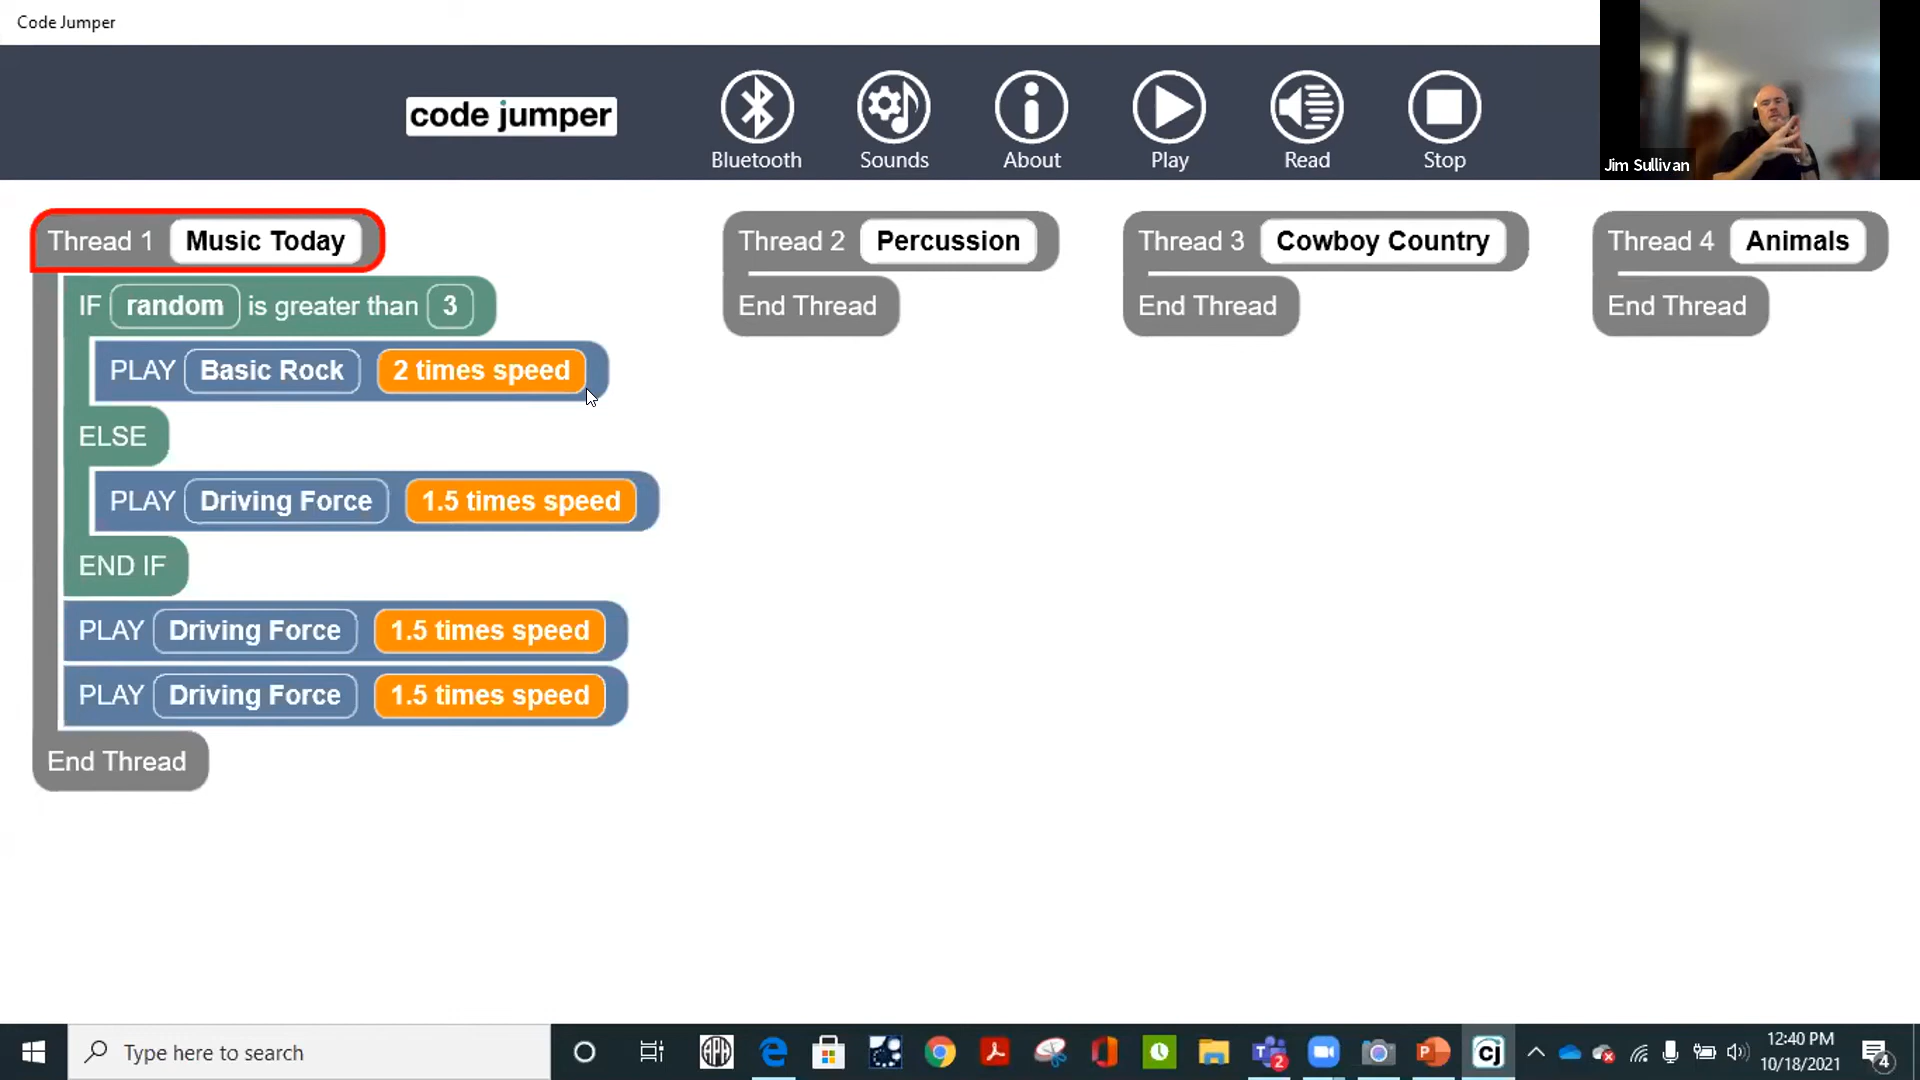 Code Jumper
code jumper
Bluetooth
Sounds
About
Play
Read
Stop
Jim Sullivan
Thread 1 Music Today
IF random is greater than 3
PLAY Basic Rock 2 times speed
ELSE
PLAY Driving Force 1.5 times speed
END IF
PLAY Driving Force 1.5 times speed
PLAY Driving Force 1.5 times speed
End Thread
Thread 2 Percussion
End Thread
Thread 3 Cowboy Country
End Thread
Thread 4 Animals
End Thread
Type here to search
APH
2
cj
12:40 PM
10/18/2021
4